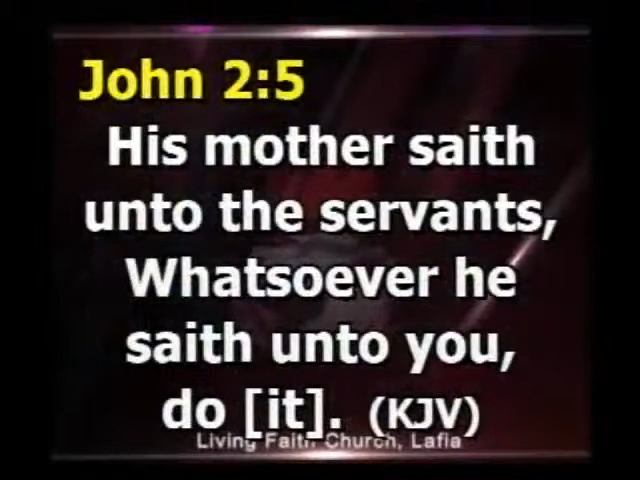 John 2:5
His mother saith
unto the servants,
Whatsoever he
saith unto you,
do [it]. (KJV)
Living Faith Church, Lafia